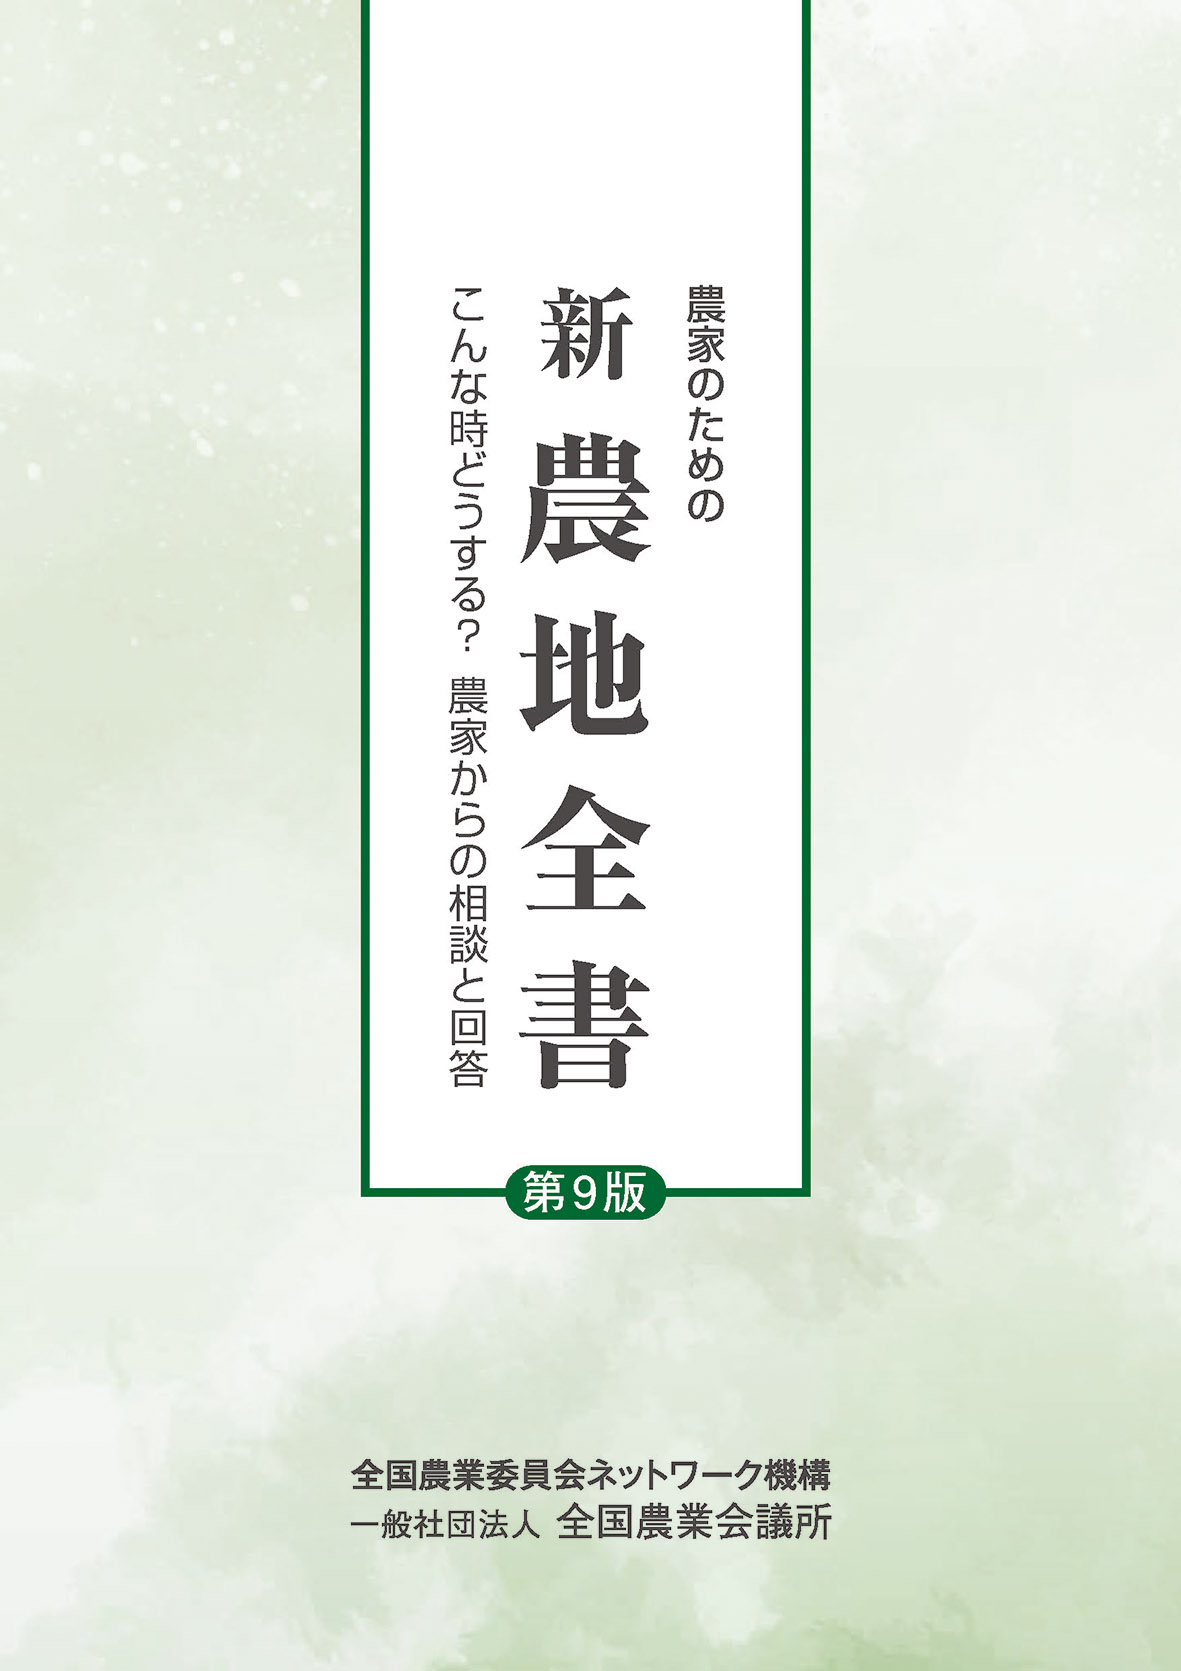 農家のための
新農地全書
こんな時どうする? 農家からの相談と回答
第9版
全国農業委員会ネットワーク機構
一般社団法人 全国農業会議所